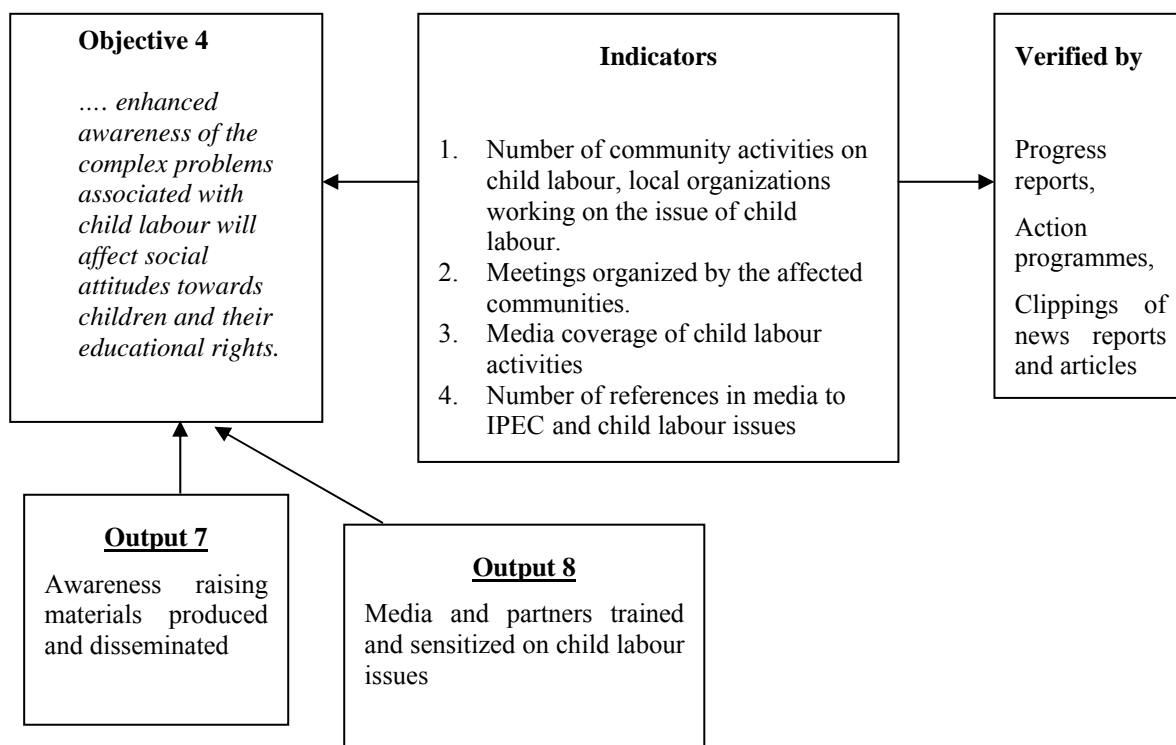 Objective 4
…. enhanced
awareness of the
complex problems
associated with
child labour will
affect social
attitudes towards
children and their
educational rights.
Indicators
1. Number of community activities on
child labour, local organizations
working on the issue of child
labour.
2. Meetings organized by the affected
communities.
3. Media coverage of child labour
activities
4. Number of references in media to
IPEC and child labour issues
Verified by
Progress
reports,
Action
programmes,
Clippings of
news reports
and articles
Output 7
Awareness raising
materials produced
and disseminated
Output 8
Media and partners trained
and sensitized on child labour
issues